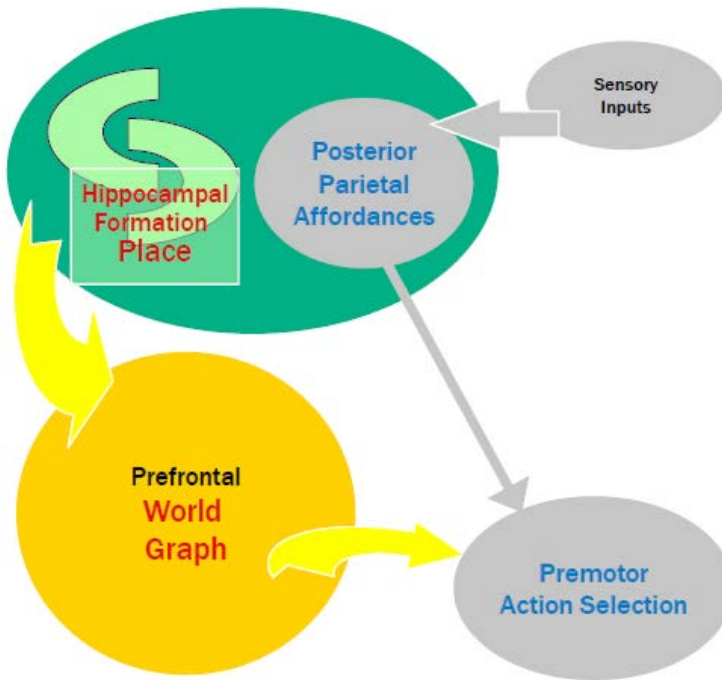 Sensory
Inputs
Posterior
Parietal
Affordances
Hippocampal
Formation
Place
Prefrontal
World
Graph
Premotor
Action Selection